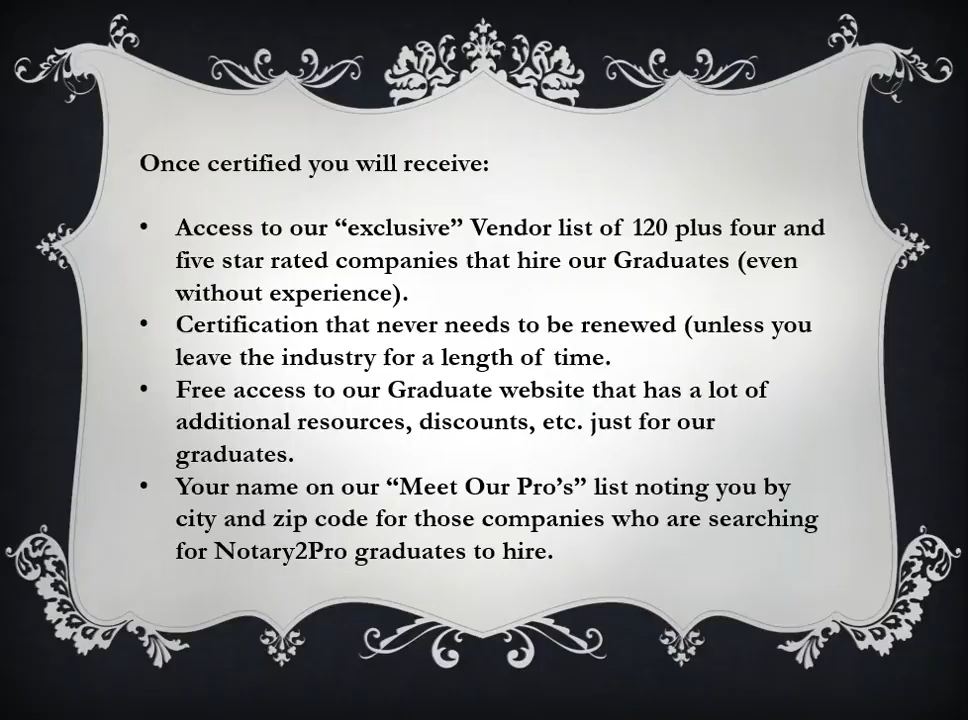 Once certified you will receive:
• Access to our “exclusive” Vendor list of 120 plus four and
five star rated companies that hire our Graduates (even
without experience).
• Certification that never needs to be renewed (unless you
leave the industry for a length of time.
• Free access to our Graduate website that has a lot of
additional resources, discounts, etc. just for our
graduates.
• Your name on our “Meet Our Pro’s” list noting you by
city and zip code for those companies who are searching
for Notary2Pro graduates to hire.